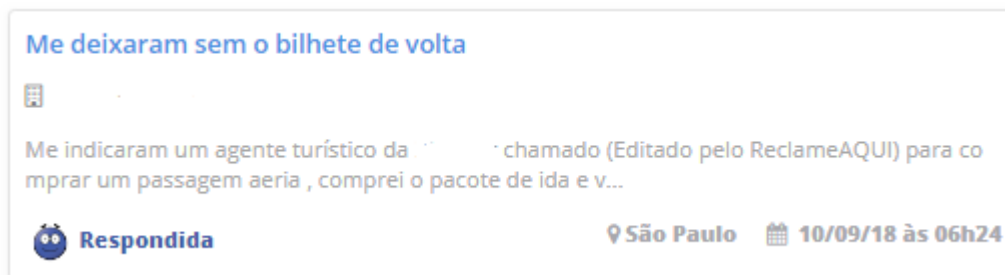 Me deixaram sem o bilhete de volta
Me indicaram um agente turístico da chamado (Editado pelo ReclameAQUI) para co
mprar um passagem aeria , comprei o pacote de ida e v...
Respondida São Paulo 10/09/18 às 06h24